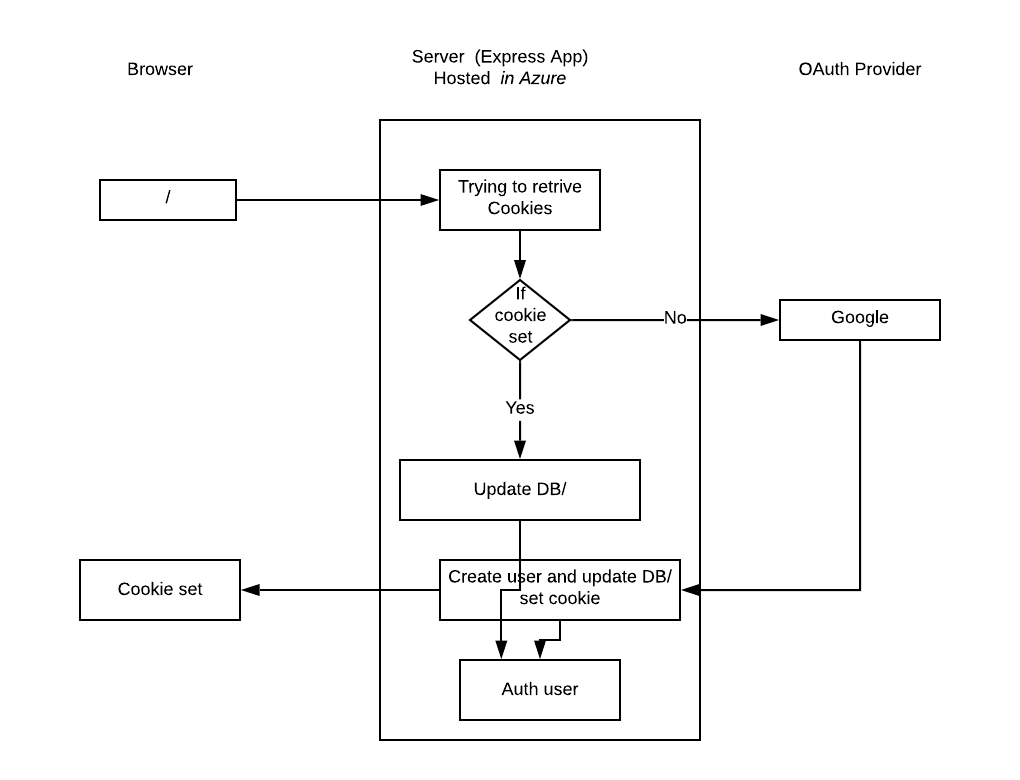 Browser
Server (Express App)
Hosted in Azure
OAuth Provider
/
Trying to retrive
Cookies
If
cookie
set
No
Google
Yes
Update DB/
Cookie set
Create user and update DB/
set cookie
Auth user